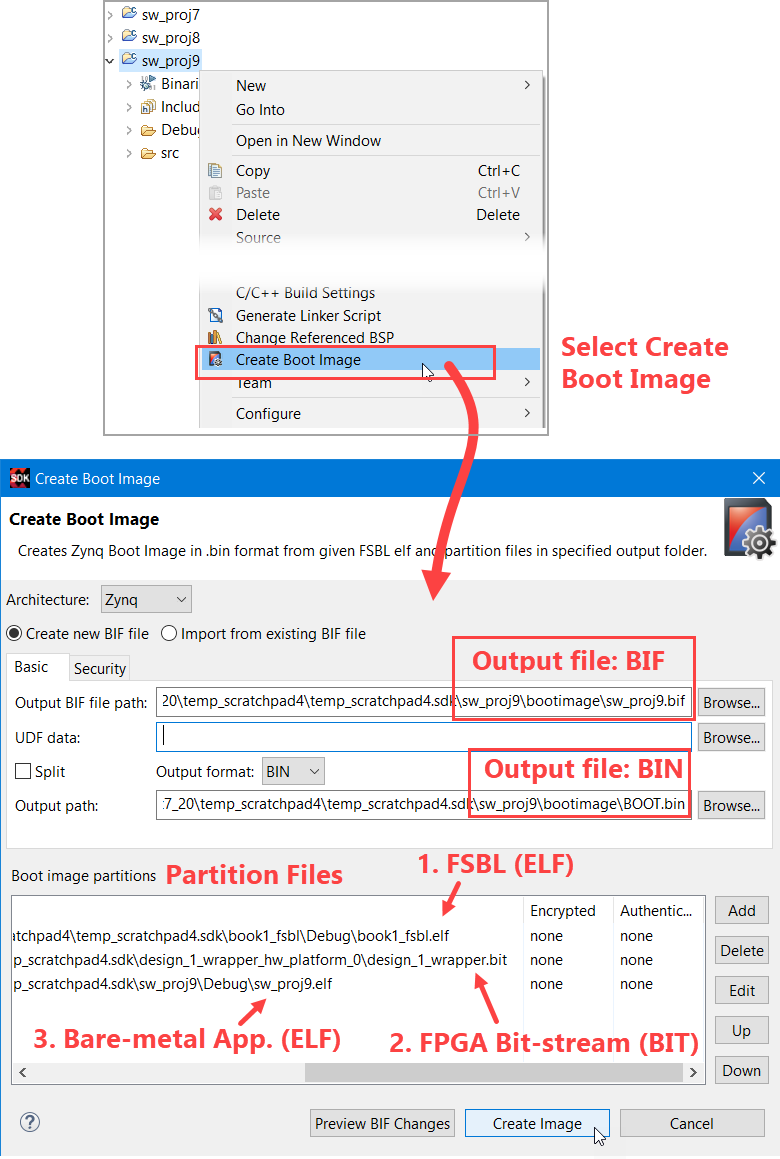 sw_proj7
sw_proj8
sw_proj9
Binari
Includ
Debug
src
New
Go Into
Open in New Window
Copy Ctrl+C
Paste Ctrl+V
Delete Delete
Source
C/C++ Build Settings
Generate Linker Script
Change Referenced BSP
Create Boot Image
Team
Configure
Select Create
Boot Image
SDK Create Boot Image
Create Boot Image
Creates Zynq Boot Image in .bin format from given FSBL elf and partition files in specified output folder.
Architecture: Zynq
Create new BIF file Import from existing BIF file
Basic Security
Output file: BIF
Output BIF file path: 20\temp_scratchpad4\temp_scratchpad4.sdk\sw_proj9\bootimage\sw_proj9.bif Browse...
UDF data: Browse...
Split Output format: BIN
Output file: BIN
Output path: :7_20\temp_scratchpad4\temp_scratchpad4.sdk\sw_proj9\bootimage\BOOT.bin Browse...
1. FSBL (ELF)
Boot image partitions Partition Files
Encrypted Authentic... Add
atchpad4\temp_scratchpad4.sdk\book1_fsbl\Debug\book1_fsbl.elf none none
p_scratchpad4.sdk\design_1_wrapper_hw_platform_0\design_1_wrapper.bit none none
Delete
p_scratchpad4.sdk\sw_proj9\Debug\sw_proj9.elf none none
Edit
3. Bare-metal App. (ELF) 2. FPGA Bit-stream (BIT)
Up
Down
? Preview BIF Changes Create Image Cancel